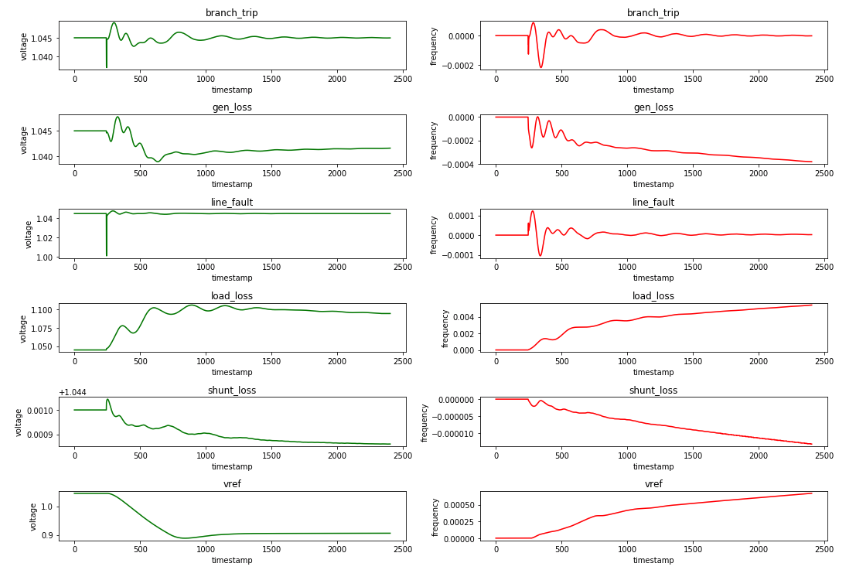 branch_trip
voltage
1.045
1.040
0 500 1000 1500 2000 2500
timestamp
branch_trip
frequency
0.0000
−0.0002
0 500 1000 1500 2000 2500
timestamp
gen_loss
voltage
1.045
1.040
0 500 1000 1500 2000 2500
timestamp
gen_loss
frequency
0.0000
−0.0002
−0.0004
0 500 1000 1500 2000 2500
timestamp
line_fault
voltage
1.04
1.02
1.00
0 500 1000 1500 2000 2500
timestamp
line_fault
frequency
0.0001
0.0000
−0.0001
0 500 1000 1500 2000 2500
timestamp
load_loss
voltage
1.100
1.075
1.050
0 500 1000 1500 2000 2500
timestamp
load_loss
frequency
0.004
0.002
0.000
0 500 1000 1500 2000 2500
timestamp
shunt_loss
+1.044
voltage
0.0010
0.0009
0 500 1000 1500 2000 2500
timestamp
shunt_loss
frequency
0.000000
−0.000005
−0.000010
0 500 1000 1500 2000 2500
timestamp
vref
voltage
1.0
0.9
0 500 1000 1500 2000 2500
timestamp
vref
frequency
0.00050
0.00025
0.00000
0 500 1000 1500 2000 2500
timestamp